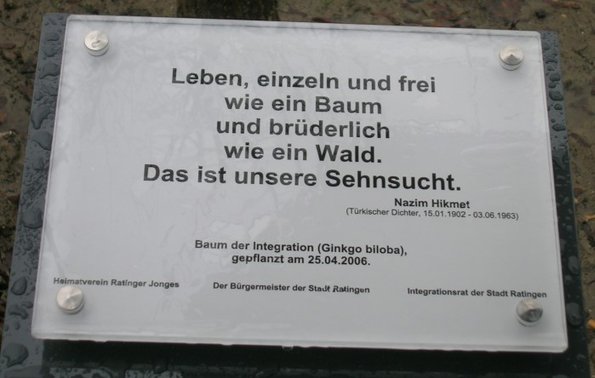 Leben, einzeln und frei
wie ein Baum
und brüderlich
wie ein Wald.
Das ist unsere Sehnsucht.
Nazim Hikmet
(Türkischer Dichter, 15.01.1902 - 03.06.1963)
Baum der Integration (Ginkgo biloba),
gepflanzt am 25.04.2006.
Heimatverein Ratinger Jonges Der Bürgermeister der Stadt Ratingen Integrationsrat der Stadt Ratingen